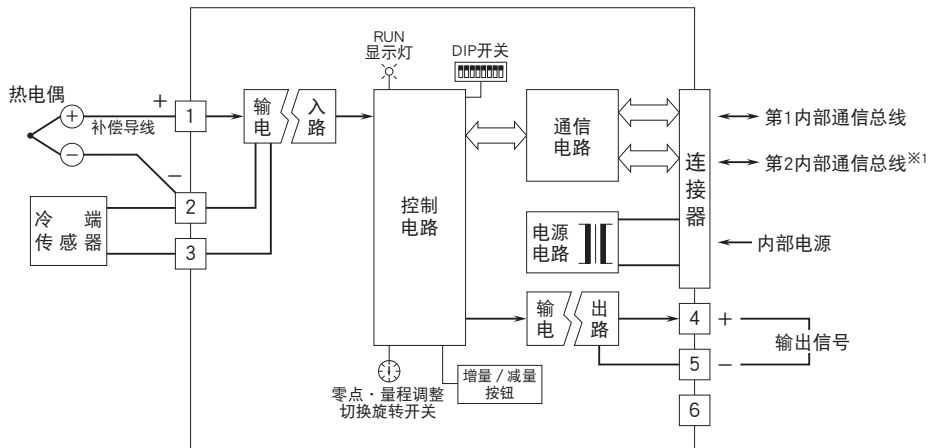 RUN
显示灯
DIP开关
热电偶
+
1
输 入
电 路
通信
电路
第1内部通信总线
+
补偿导线
−
−
第2内部通信总线※1
连
接
器
2
控制
电路
冷 端
传感器
3
电源
电路
内部电源
输 出
电 路
4
+
输出信号
5
−
零点・量程调整
切换旋转开关
增量 / 减量
按钮
6